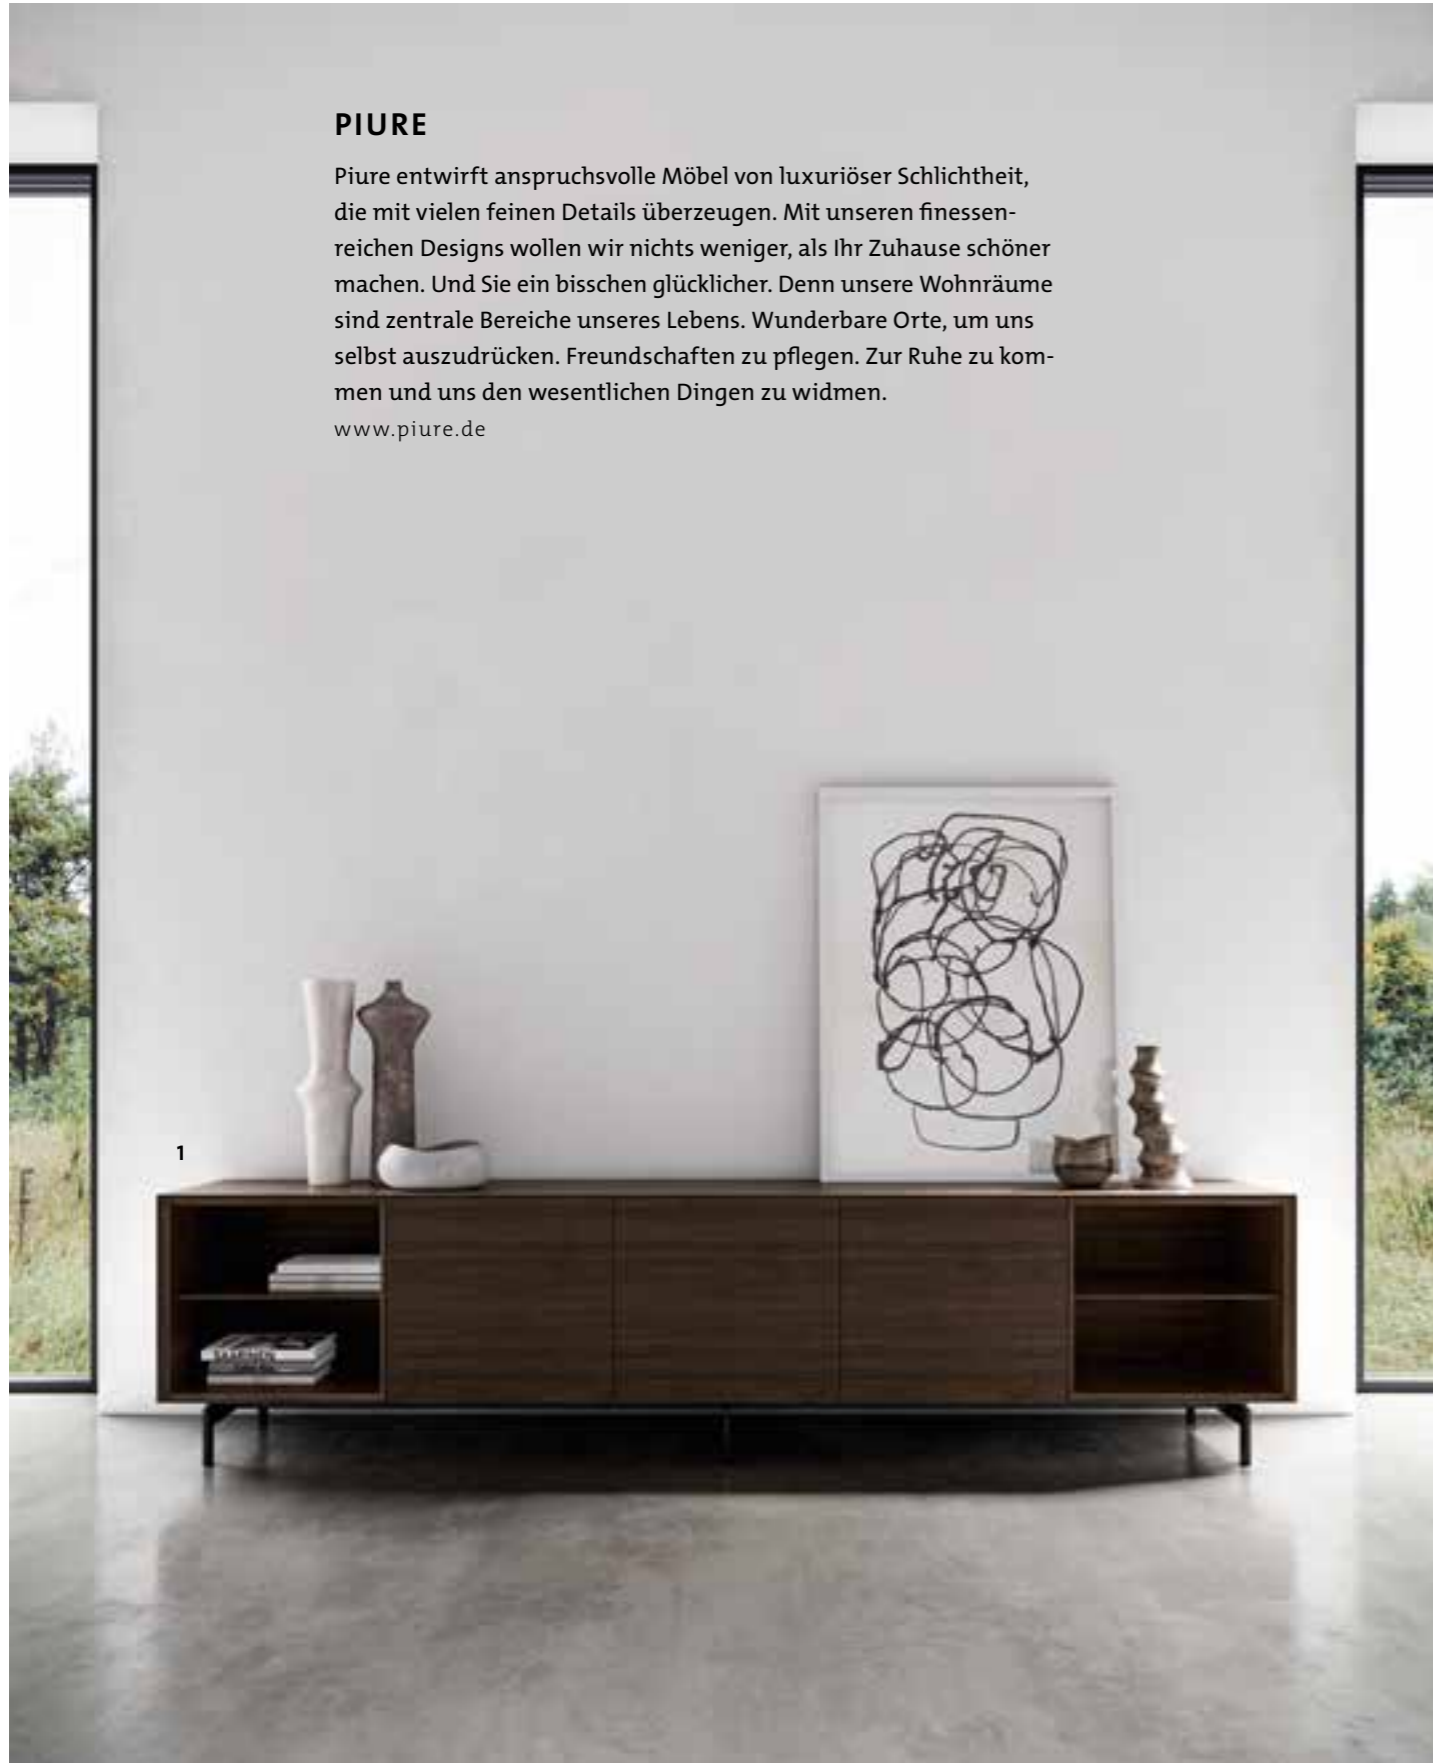 PIURE
Piure entwirft anspruchsvolle Möbel von luxuriöser Schlichtheit,
die mit vielen feinen Details überzeugen. Mit unseren finessen-
reichen Designs wollen wir nichts weniger, als Ihr Zuhause schöner
machen. Und Sie ein bisschen glücklicher. Denn unsere Wohnräume
sind zentrale Bereiche unseres Lebens. Wunderbare Orte, um uns
selbst auszudrücken. Freundschaften zu pflegen. Zur Ruhe zu kom-
men und uns den wesentlichen Dingen zu widmen.
www.piure.de
1